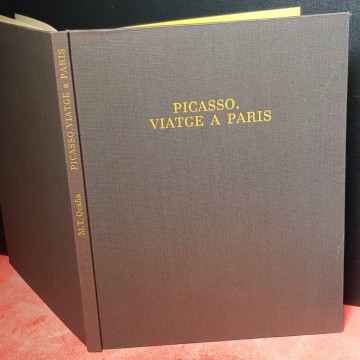 PICASSO.
VIATGE A PARIS
M.T. Ocaña PICASSO, VIATGE a PARIS